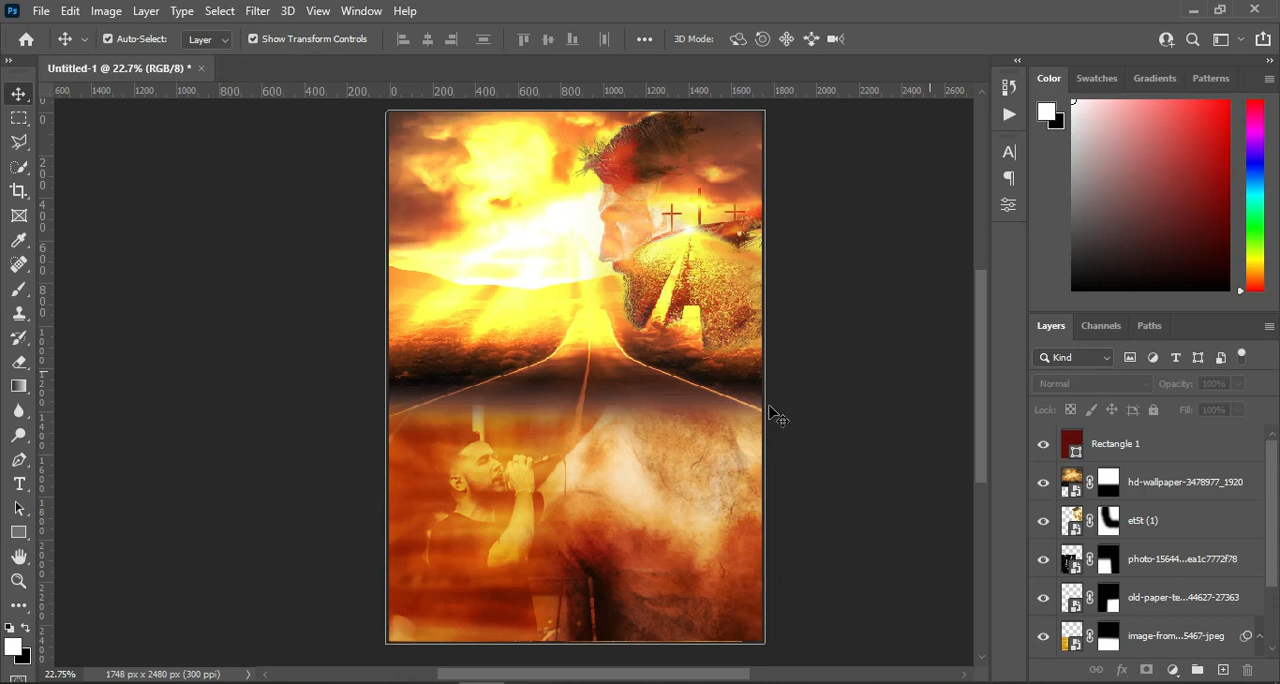 Ps File Edit Image Layer Type Select Filter 3D View Window Help
Auto-Select: Layer Show Transform Controls 3D Mode:
Untitled-1 @ 22.7% (RGB/8) * ×
600 1400 1200 1000 800 600 400 200 0 200 400 600 800 1000 1200 1400 1600 1800 2000 2200 2400 2600
Color Swatches Gradients Patterns
Layers Channels Paths
Kind
Normal Opacity: 100%
Lock: Fill: 100%
Rectangle 1
hd-wallpaper-3478977_1920
et5t (1)
photo-15644...ea1c7772f78
old-paper-te...44627-27363
image-from...5467-jpeg
22.75% 1748 px x 2480 px (300 ppi)